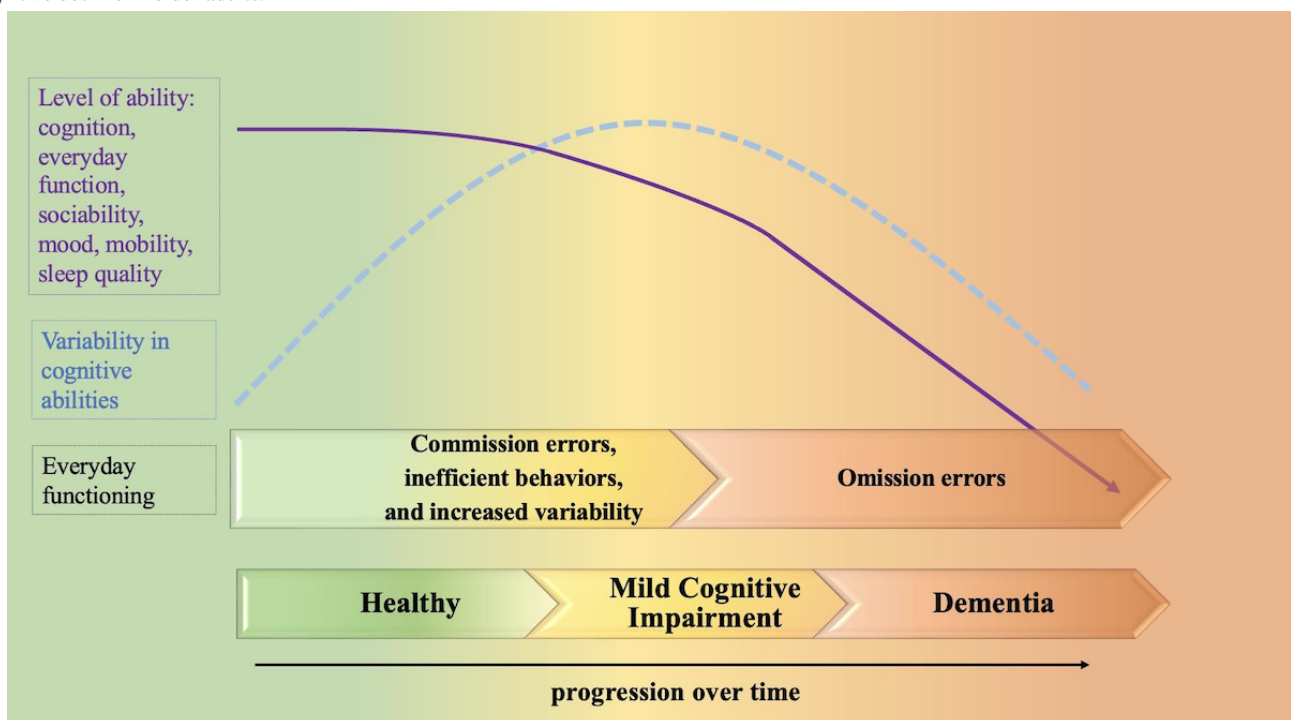 Level of ability:
cognition,
everyday
function,
sociability,
mood, mobility,
sleep quality
Variability in
cognitive
abilities
Everyday
functioning
Commission errors,
inefficient behaviors,
and increased variability
Omission errors
Healthy
Mild Cognitive
Impairment
Dementia
progression over time